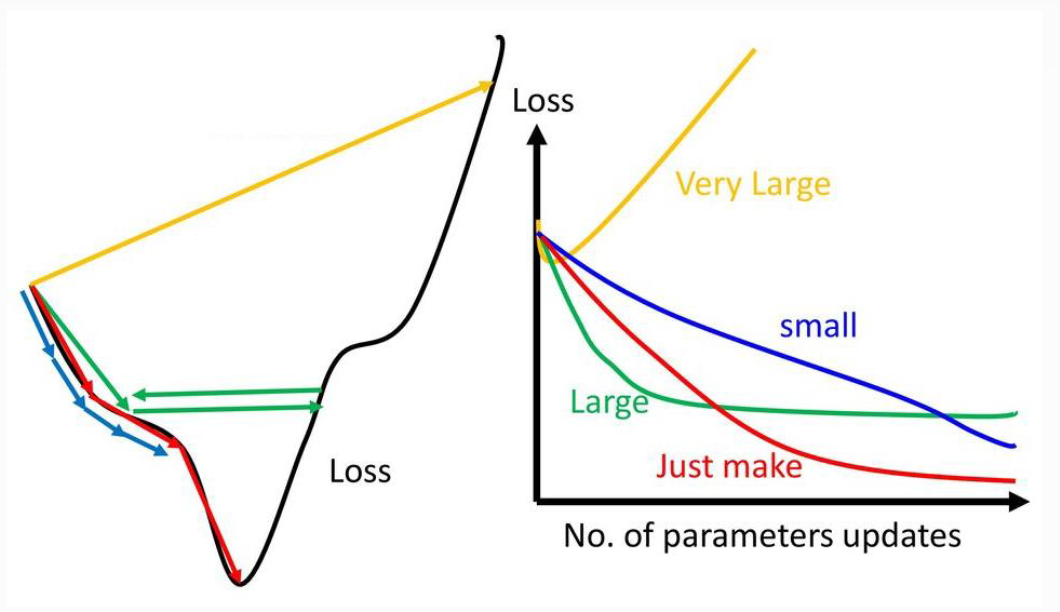 Loss
Very Large
small
Large
Just make
Loss
No. of parameters updates